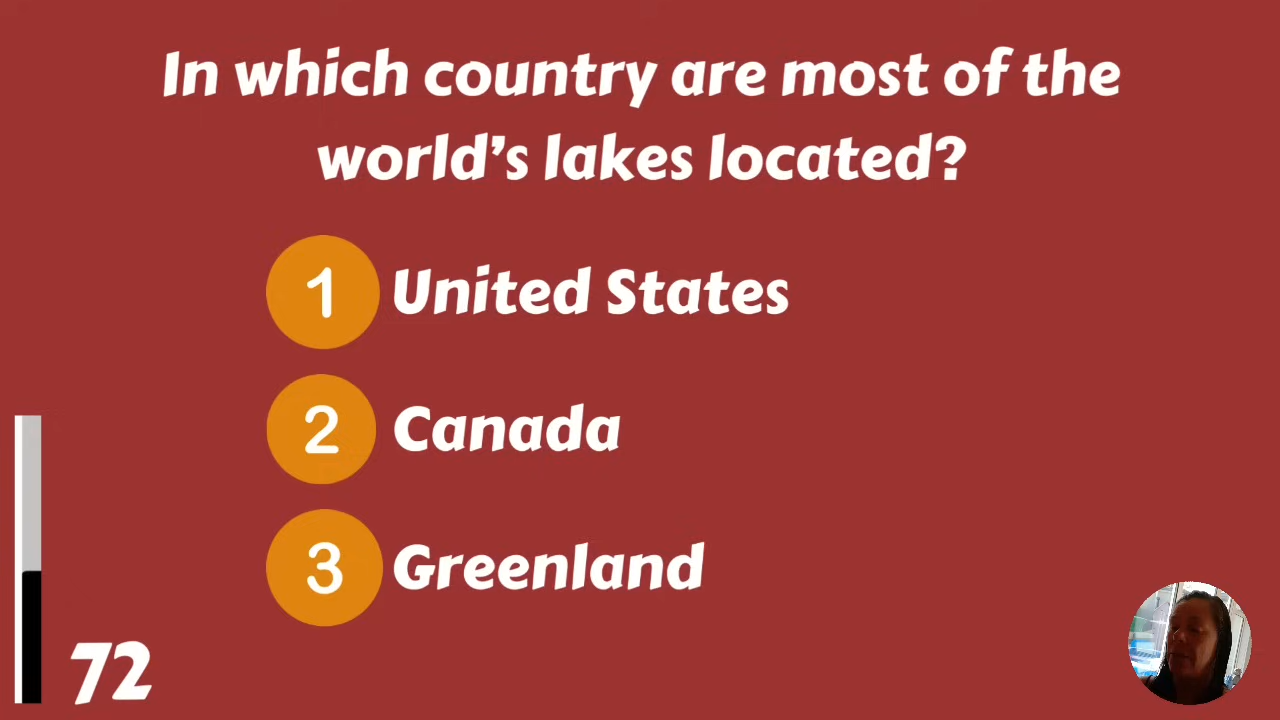 In which country are most of the
world's lakes located?
1 United States
2 Canada
3 Greenland
72